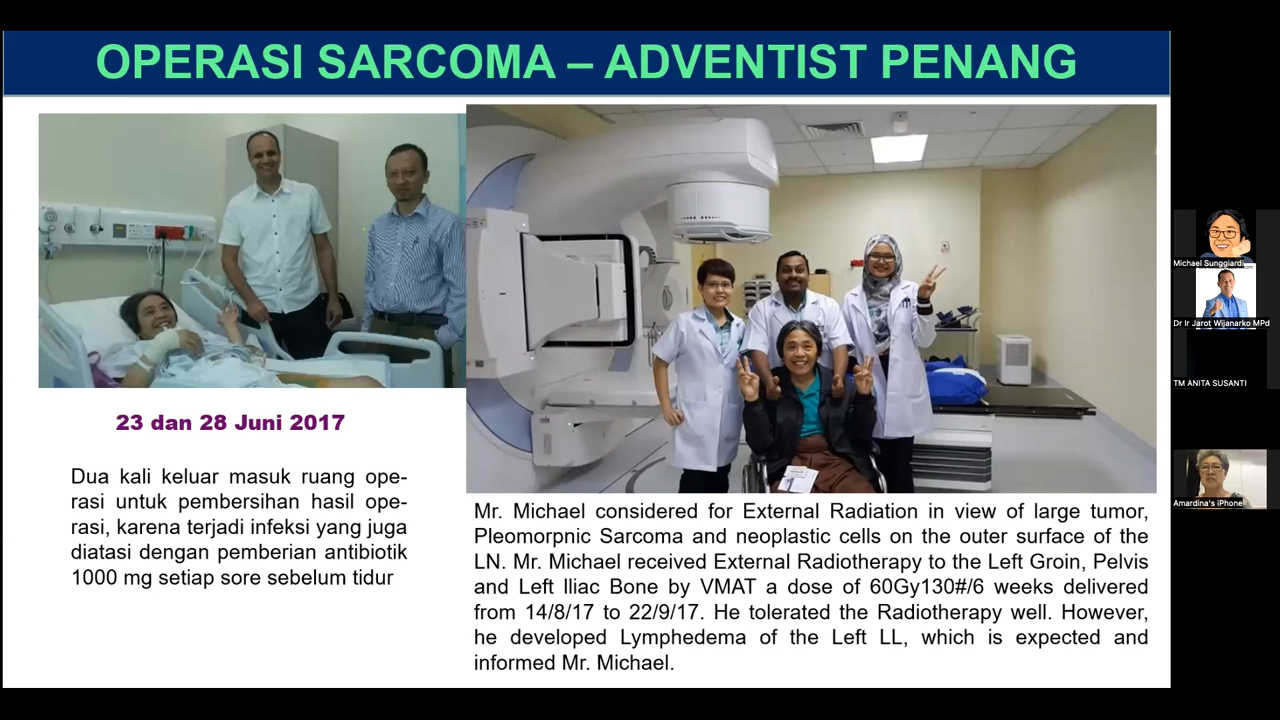 OPERASI SARCOMA – ADVENTIST PENANG
23 dan 28 Juni 2017
Dua kali keluar masuk ruang ope-
rasi untuk pembersihan hasil ope-
rasi, karena terjadi infeksi yang juga
diatasi dengan pemberian antibiotik
1000 mg setiap sore sebelum tidur
Mr. Michael considered for External Radiation in view of large tumor,
Pleomorpnic Sarcoma and neoplastic cells on the outer surface of the
LN. Mr. Michael received External Radiotherapy to the Left Groin, Pelvis
and Left Iliac Bone by VMAT a dose of 60Gy130#/6 weeks delivered
from 14/8/17 to 22/9/17. He tolerated the Radiotherapy well. However,
he developed Lymphedema of the Left LL, which is expected and
informed Mr. Michael.
Michael Sunggiardi
.com
Dr Ir Jarot Wijanarko MPd
TM ANITA SUSANTI
Amardina's iPhone